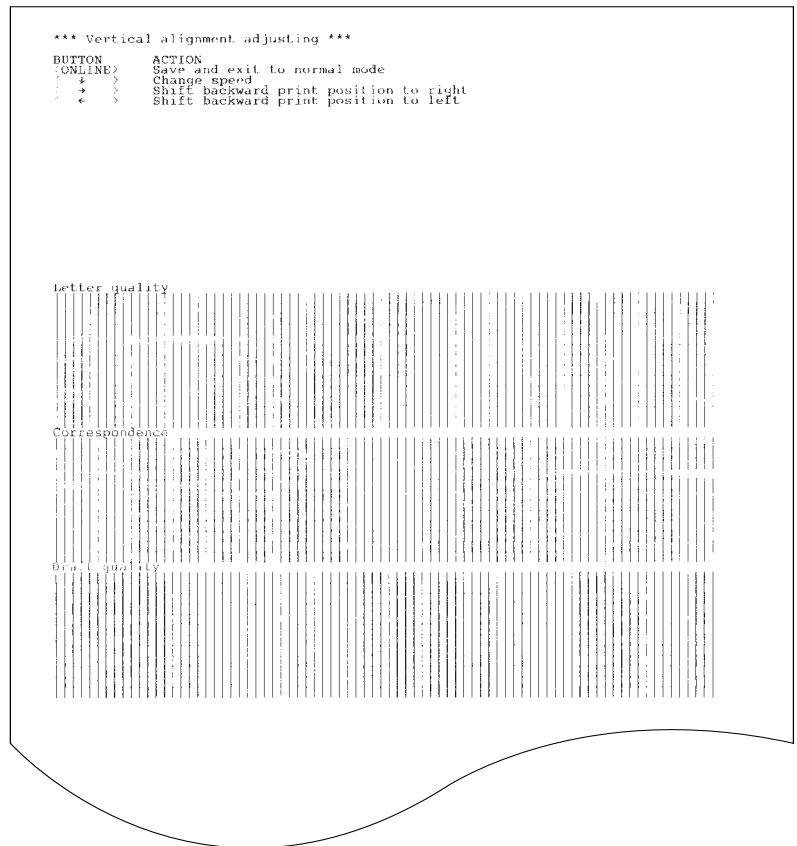 *** Vertical alignment adjusting ***
BUTTON ACTION
<ONLINE> Save and exit to normal mode
< ↓ > Change speed
< → > Shift backward print position to right
< ← > Shift backward print position to left
Letter quality
Correspondence
Draft quality